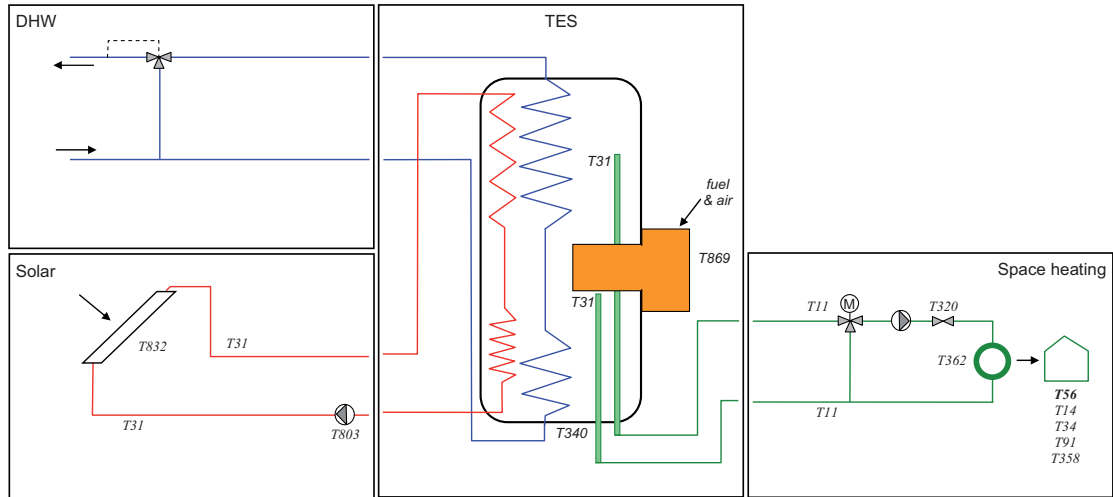 DHW
TES
T31
fuel
& air
T869
T31
T340
Solar
T832
T31
T31
T803
Space heating
M
T11
T320
T362
T11
T56
T14
T34
T91
T358